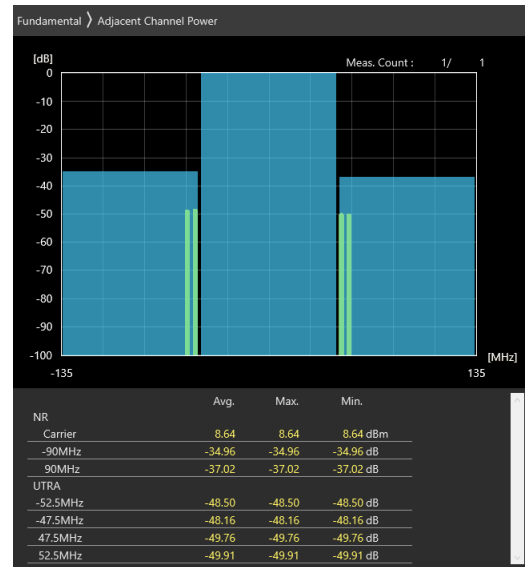 Fundamental 〉 Adjacent Channel Power
[dB]
Meas. Count : 1/ 1
0
-10
-20
-30
-40
-50
-60
-70
-80
-90
-100
[MHz]
-135 135
Avg. Max. Min.
NR
Carrier 8.64 8.64 8.64 dBm
-90MHz -34.96 -34.96 -34.96 dB
90MHz -37.02 -37.02 -37.02 dB
UTRA
-52.5MHz -48.50 -48.50 -48.50 dB
-47.5MHz -48.16 -48.16 -48.16 dB
47.5MHz -49.76 -49.76 -49.76 dB
52.5MHz -49.91 -49.91 -49.91 dB